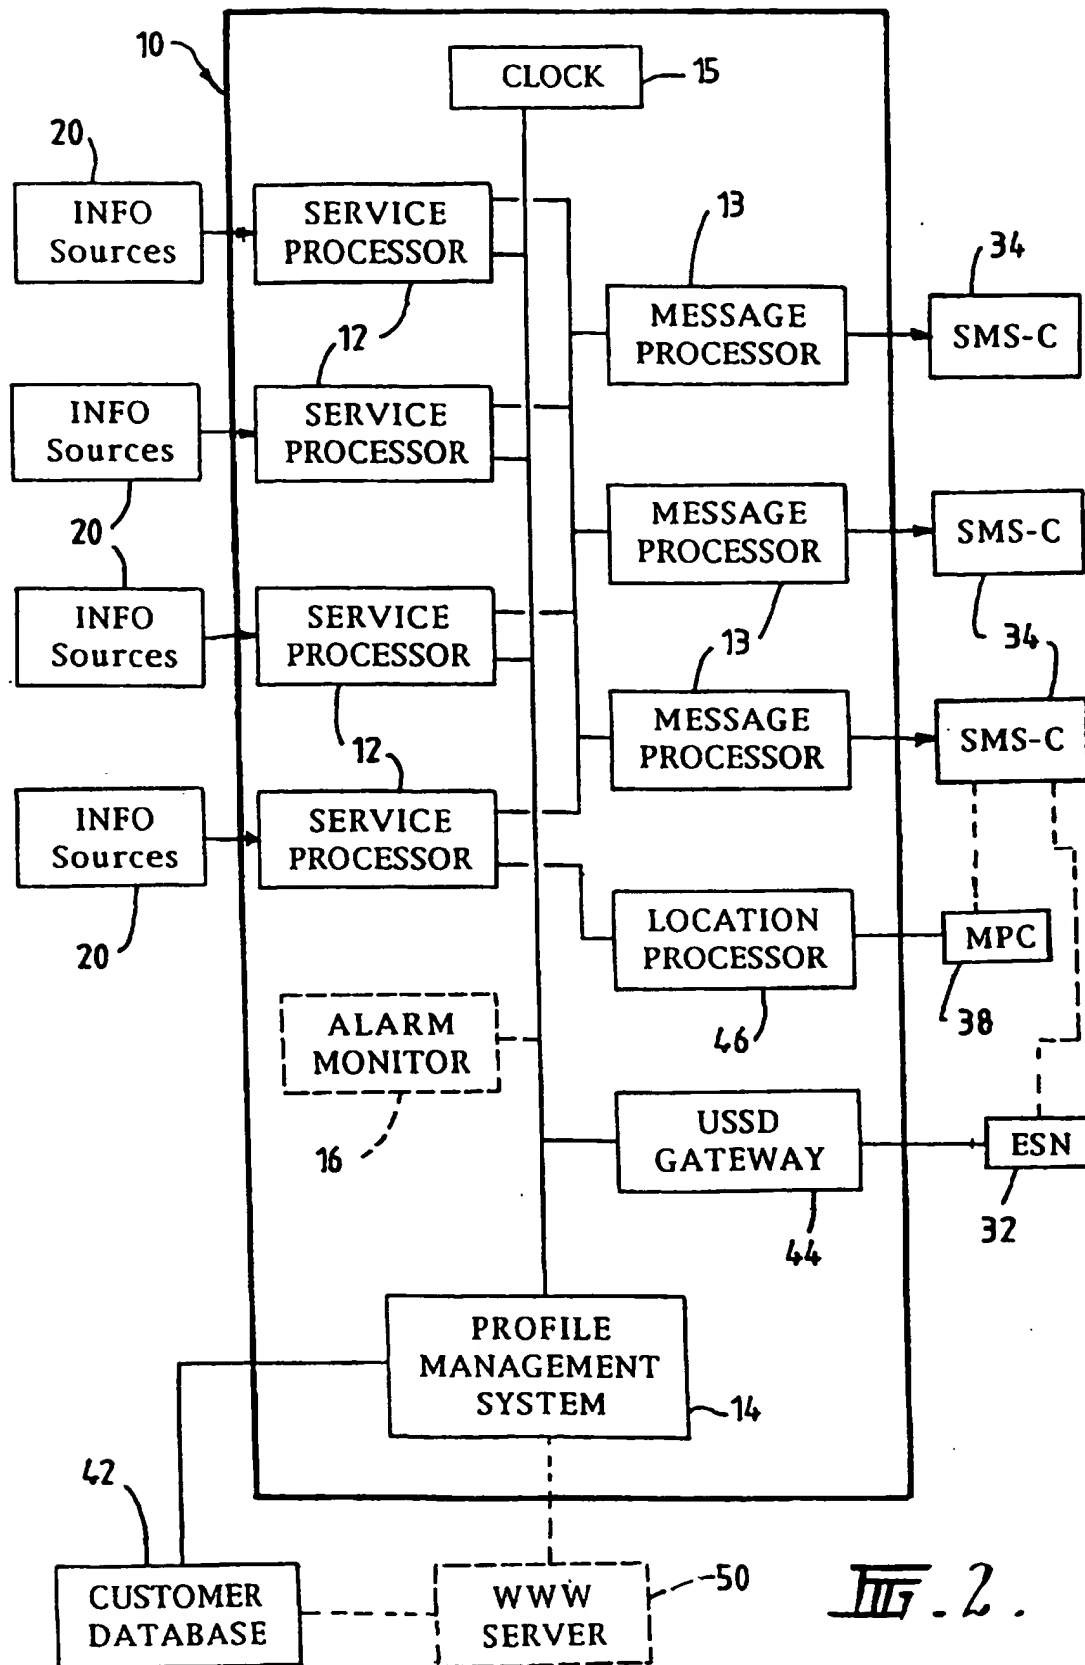 10
CLOCK
15
20
INFO
Sources
SERVICE
PROCESSOR
13
34
MESSAGE
PROCESSOR
SMS-C
12
INFO
Sources
SERVICE
PROCESSOR
20
MESSAGE
PROCESSOR
SMS-C
INFO
Sources
SERVICE
PROCESSOR
13
34
13
34
MESSAGE
PROCESSOR
SMS-C
12
INFO
Sources
SERVICE
PROCESSOR
20
LOCATION
PROCESSOR
MPC
46
38
ALARM
MONITOR
16
USSD
GATEWAY
ESN
44
32
PROFILE
MANAGEMENT
SYSTEM
14
42
CUSTOMER
DATABASE
WWW
SERVER
50
FIG. 2.
20